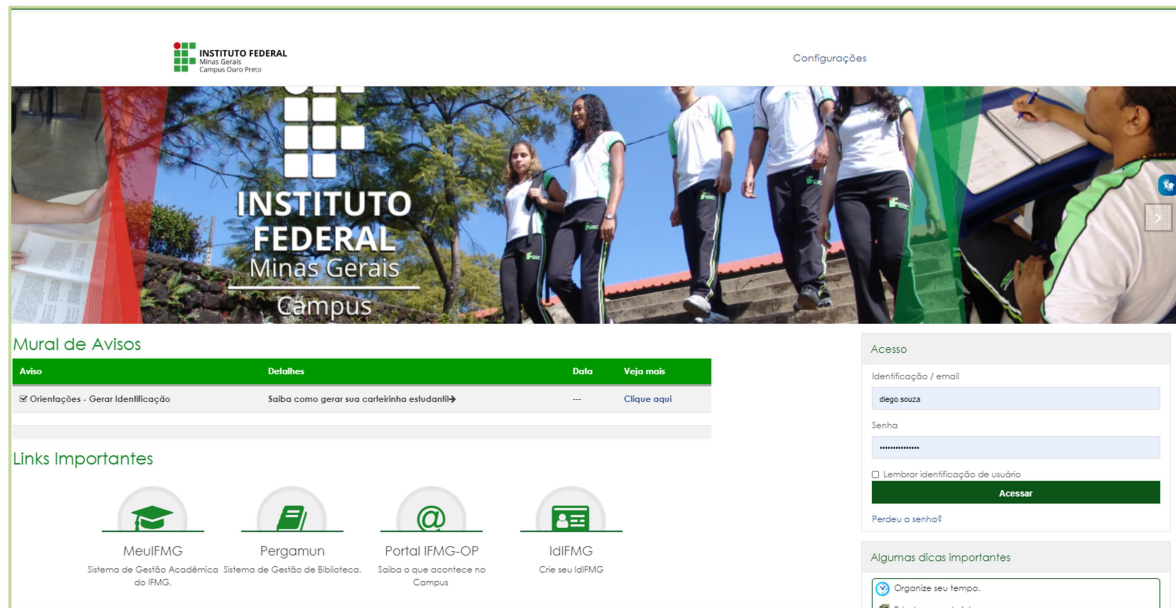 INSTITUTO FEDERAL
Minas Gerais
Campus Ouro Preto
Configurações
INSTITUTO
FEDERAL
Minas Gerais
Câmpus
Mural de Avisos
Aviso Detalhes Data Veja mais
Orientações - Gerar Identificação Saiba como gerar sua carteirinha estudantil→ --- Clique aqui
Links Importantes
MeuIFMG
Sistema de Gestão Acadêmica
do IFMG.
Pergamun
Sistema de Gestão de Biblioteca.
Portal IFMG-OP
Saiba o que acontece no
Campus
IdIFMG
Crie seu IdIFMG
Acesso
Identificação / email
diego.souza
Senha
Lembrar identificação de usuário
Acessar
Perdeu a senha?
Algumas dicas importantes
Organize seu tempo.